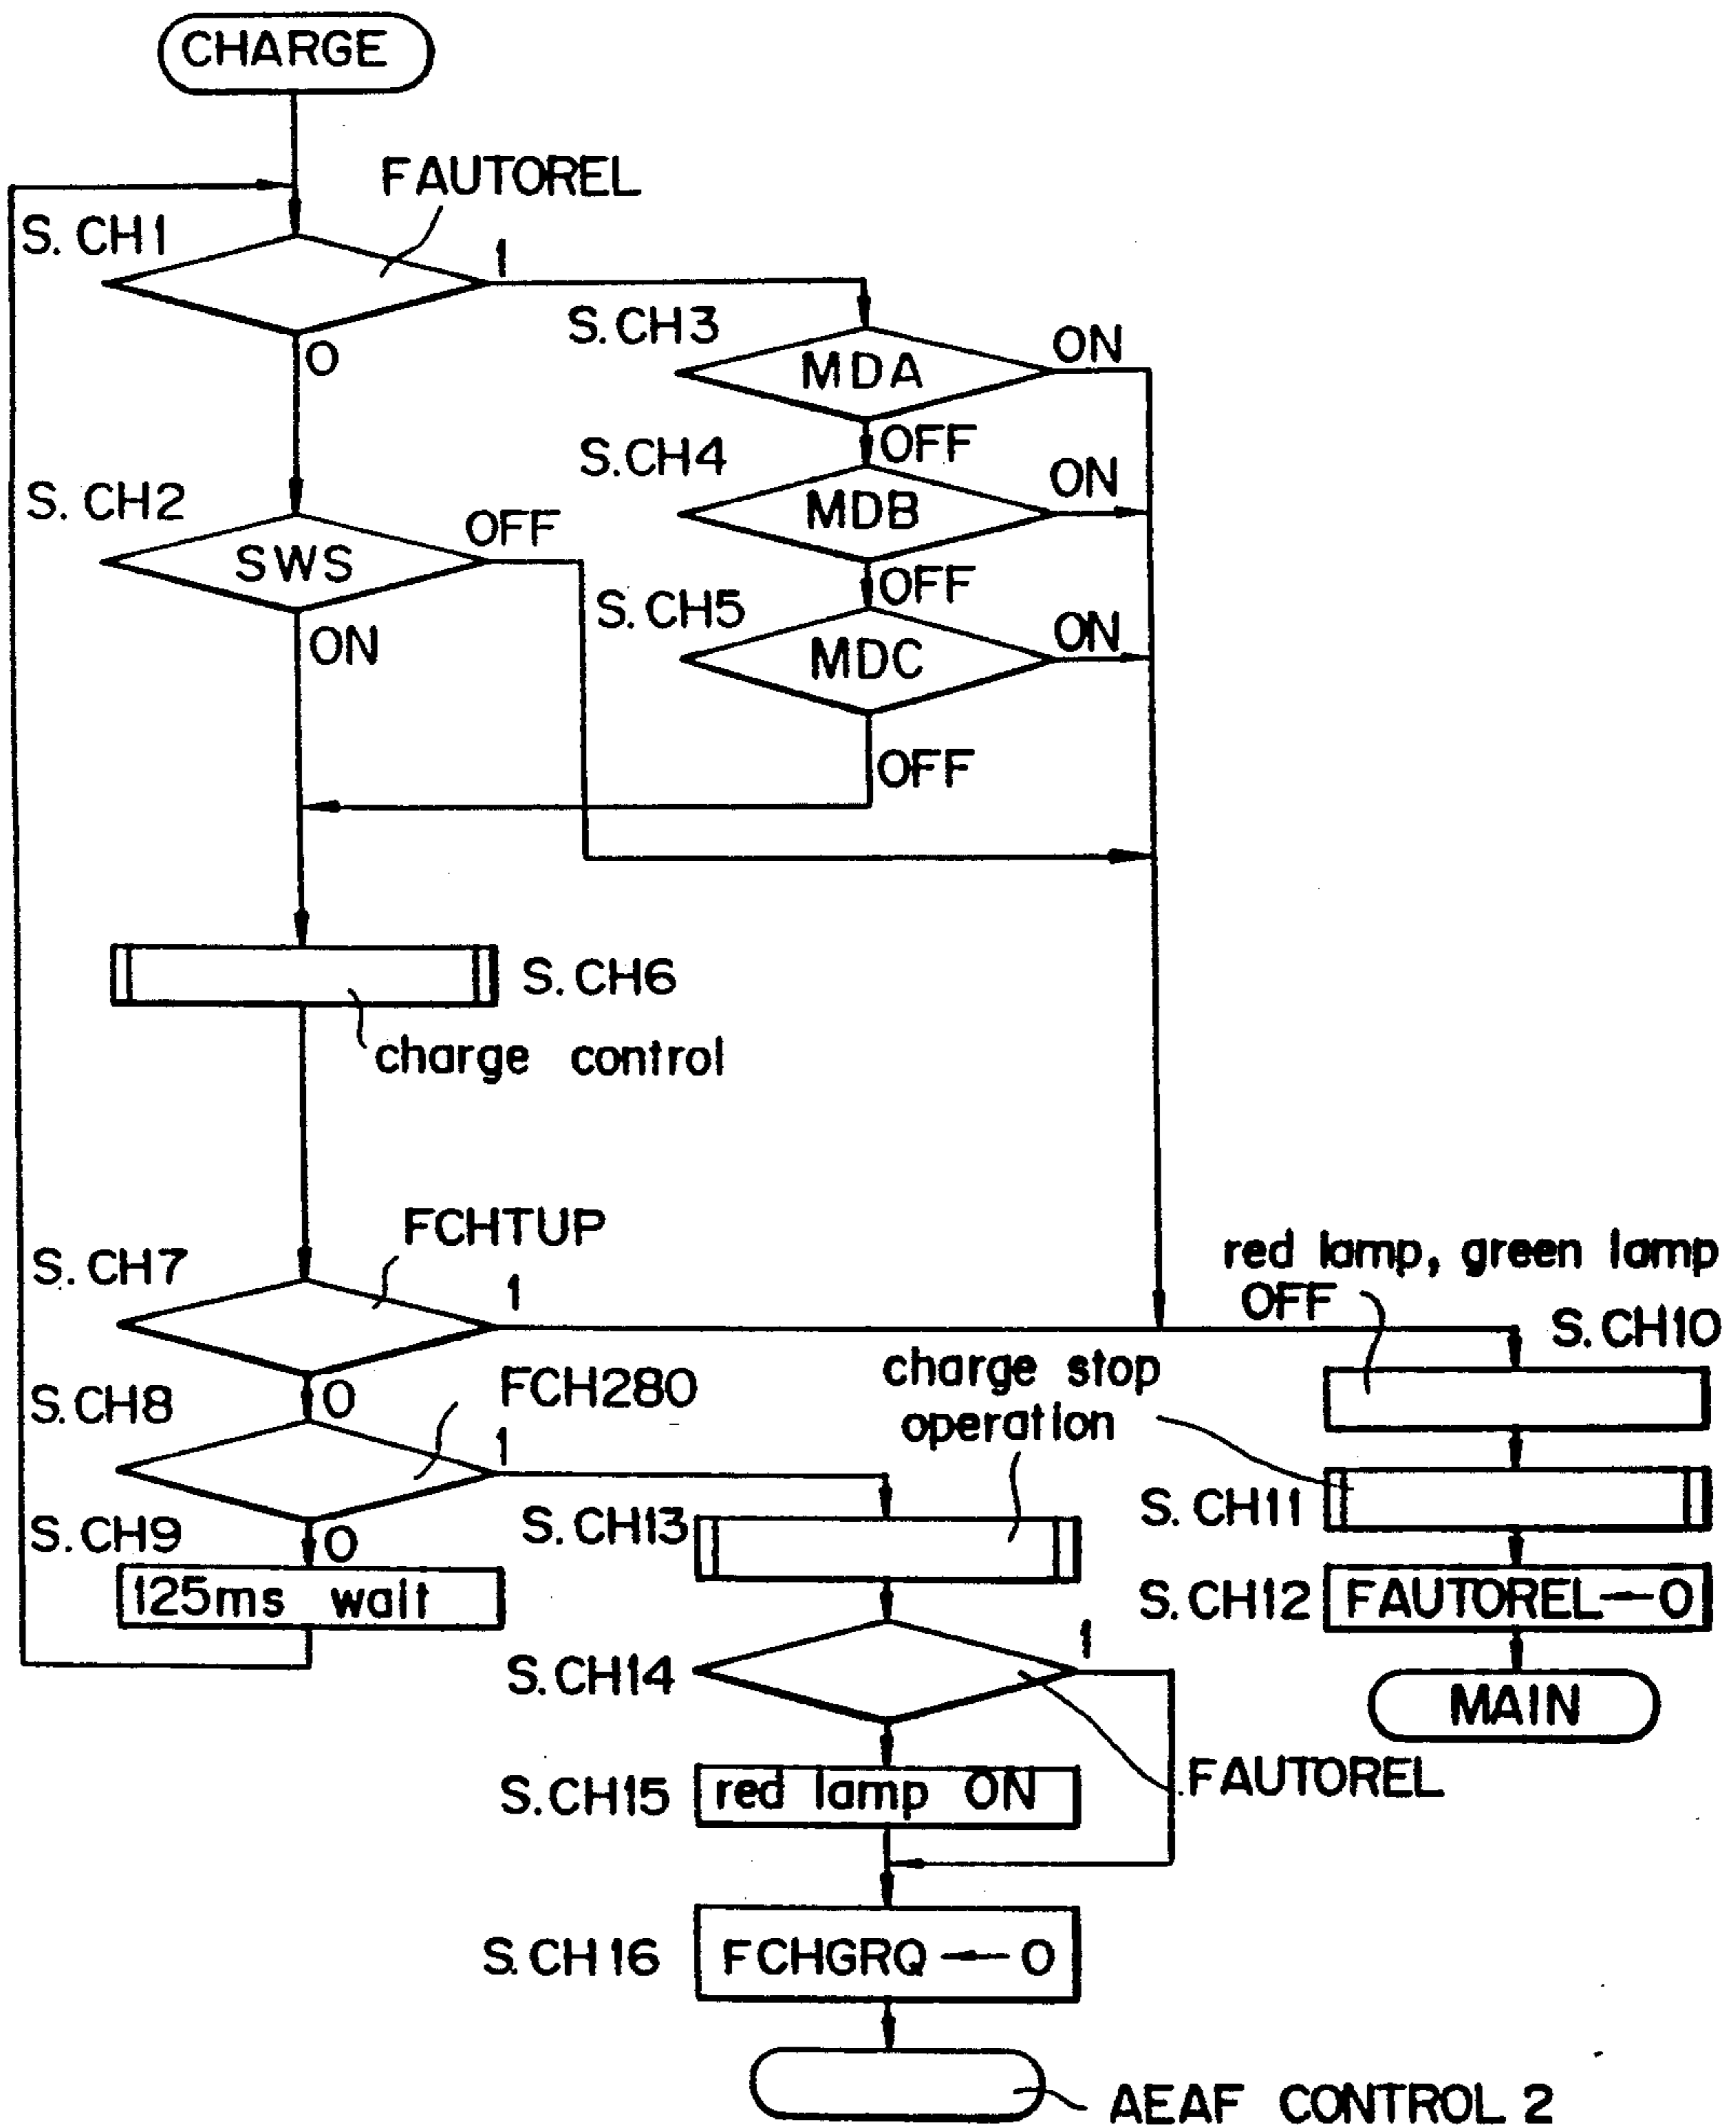 CHARGE
FAUTOREL
S. CH1
1
0
S. CH3
MDA
ON
OFF
S. CH4
MDB
ON
OFF
S. CH2
SWS
OFF
ON
S. CH5
MDC
ON
OFF
S. CH6
charge control
FCHTUP
S. CH7
1
0
red lamp, green lamp
OFF
S. CH10
charge stop
operation
S. CH8
FCH280
1
0
S. CH11
S. CH9
125ms wait
S. CH13
S. CH12
FAUTOREL ← 0
MAIN
S. CH14
1
FAUTOREL
S. CH15
red lamp ON
S. CH16
FCHGRQ ← 0
AEAF CONTROL 2